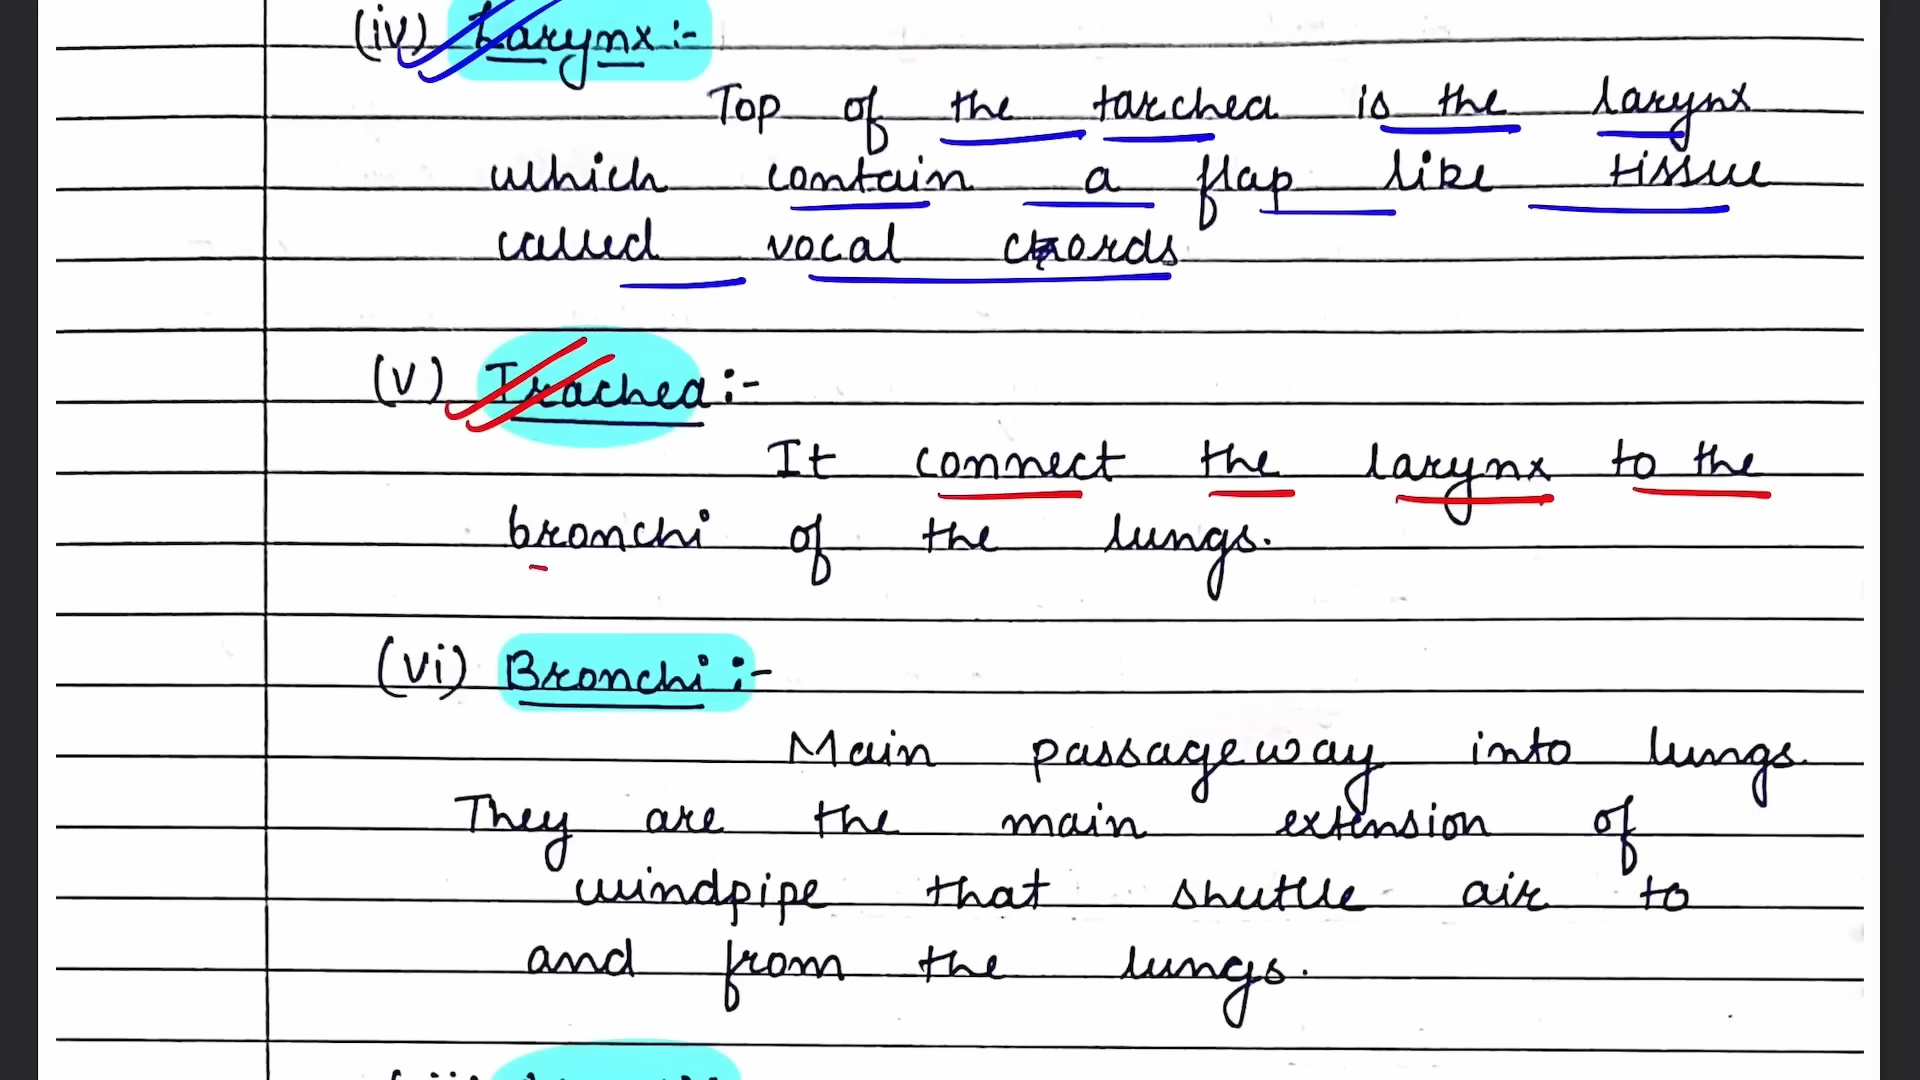 (iv) Larynx :-
Top of the tarchea is the larynx
which contain a flap like tissue
called vocal chords
(v) Trachea :-
It connect the larynx to the
bronchi of the lungs.
(vi) Bronchi :-
Main passageway into lungs.
They are the main extension of
windpipe that shuttle air to
and from the lungs.